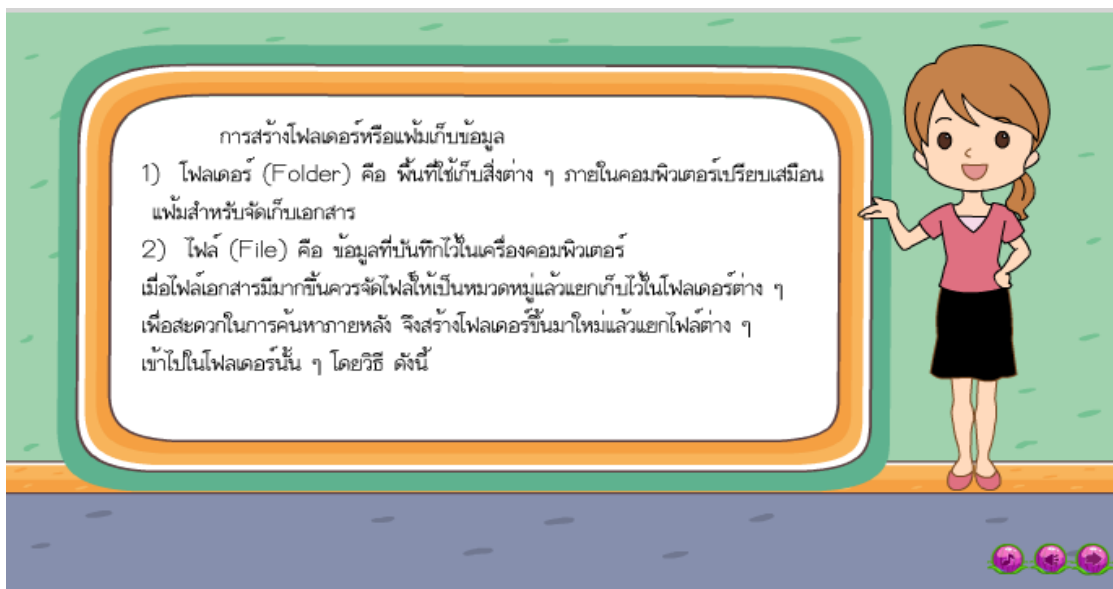 การสร้างโฟลเดอร์หรือแฟ้มเก็บข้อมูล
1) โฟลเดอร์ (Folder) คือ พื้นที่ใช้เก็บสิ่งต่าง ๆ ภายในคอมพิวเตอร์เปรียบเสมือน
แฟ้มสำหรับจัดเก็บเอกสาร
2) ไฟล์ (File) คือ ข้อมูลที่บันทึกไว้ในเครื่องคอมพิวเตอร์
เมื่อไฟล์เอกสารมีมากขึ้นควรจัดไฟล์ให้เป็นหมวดหมู่แล้วแยกเก็บไว้ในโฟลเดอร์ต่าง ๆ
เพื่อสะดวกในการค้นหาภายหลัง จึงสร้างโฟลเดอร์ขึ้นมาใหม่แล้วแยกไฟล์ต่าง ๆ
เข้าไปในโฟลเดอร์นั้น ๆ โดยวิธี ดังนี้